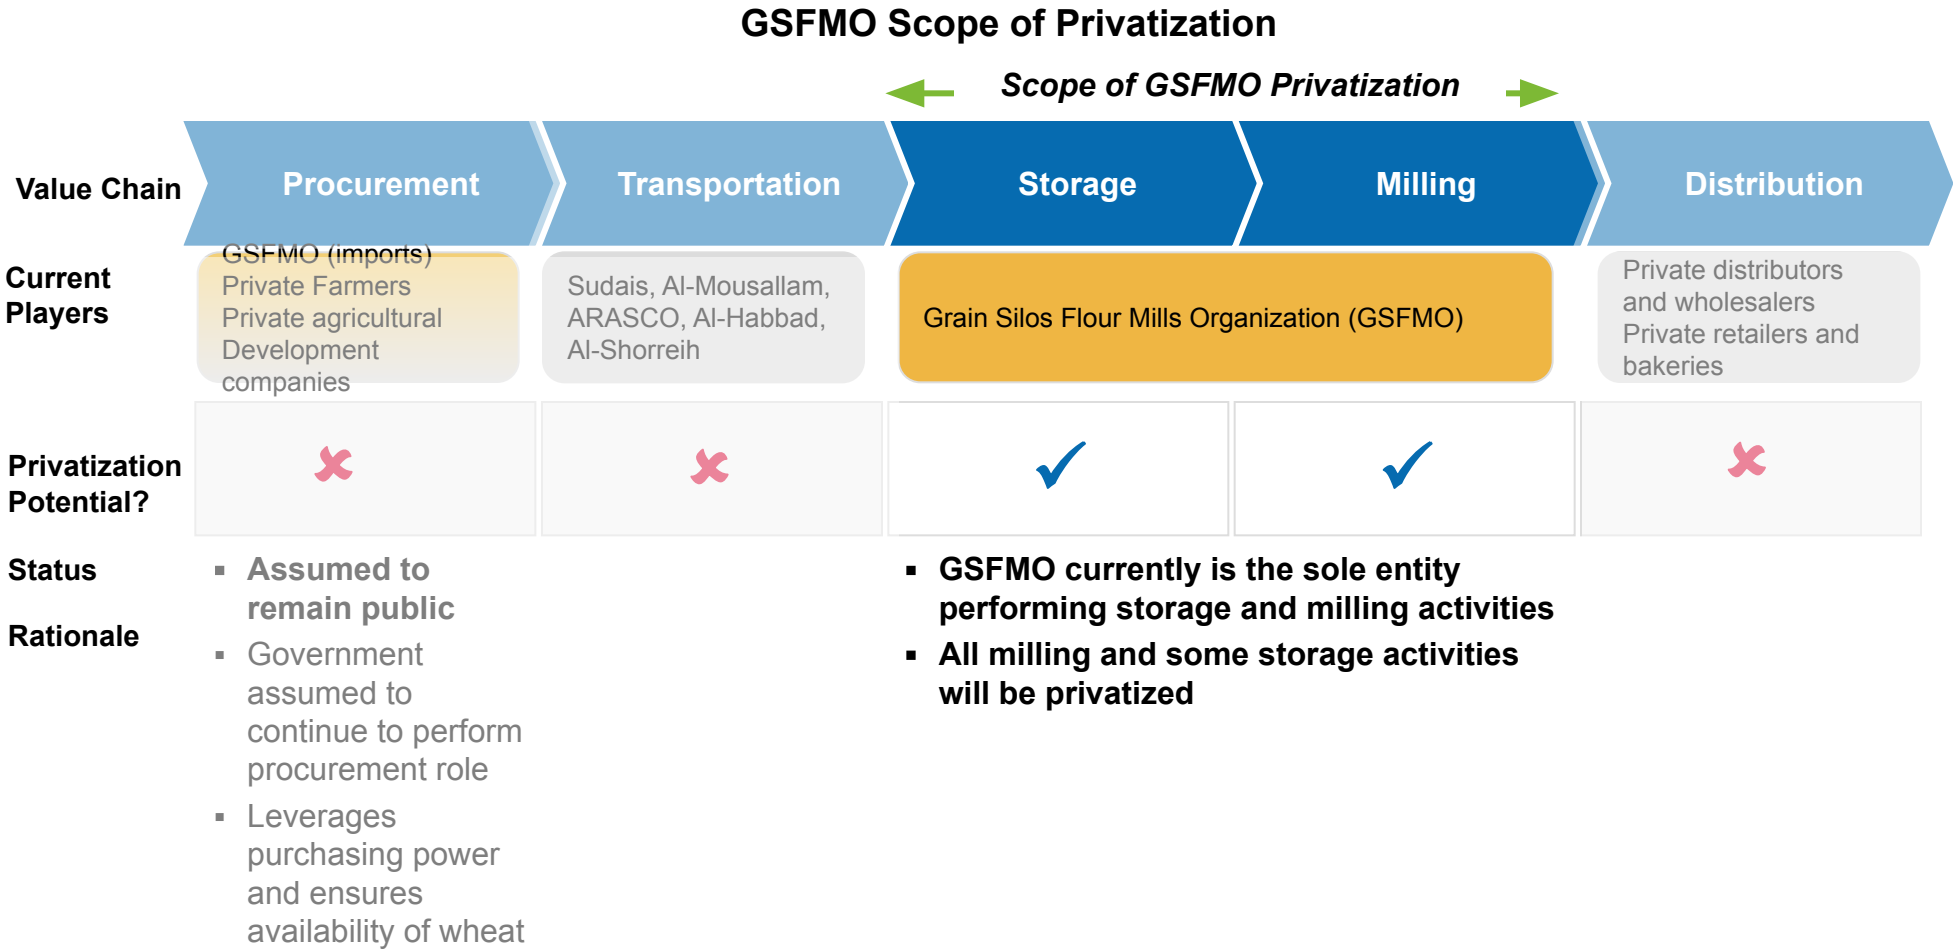 GSFMO Scope of Privatization
Scope of GSFMO Privatization
Value Chain
Procurement
Transportation
Storage
Milling
Distribution
Current
Players
GSFMO (imports)
Private Farmers
Private agricultural
Development
companies
Sudais, Al-Mousallam,
ARASCO, Al-Habbad,
Al-Shorreih
Grain Silos Flour Mills Organization (GSFMO)
Private distributors
and wholesalers
Private retailers and
bakeries
Privatization
Potential?
Status
Rationale
▪ Assumed to
remain public
▪ Government
assumed to
continue to perform
procurement role
▪ Leverages
purchasing power
and ensures
availability of wheat
▪ GSFMO currently is the sole entity
performing storage and milling activities
▪ All milling and some storage activities
will be privatized